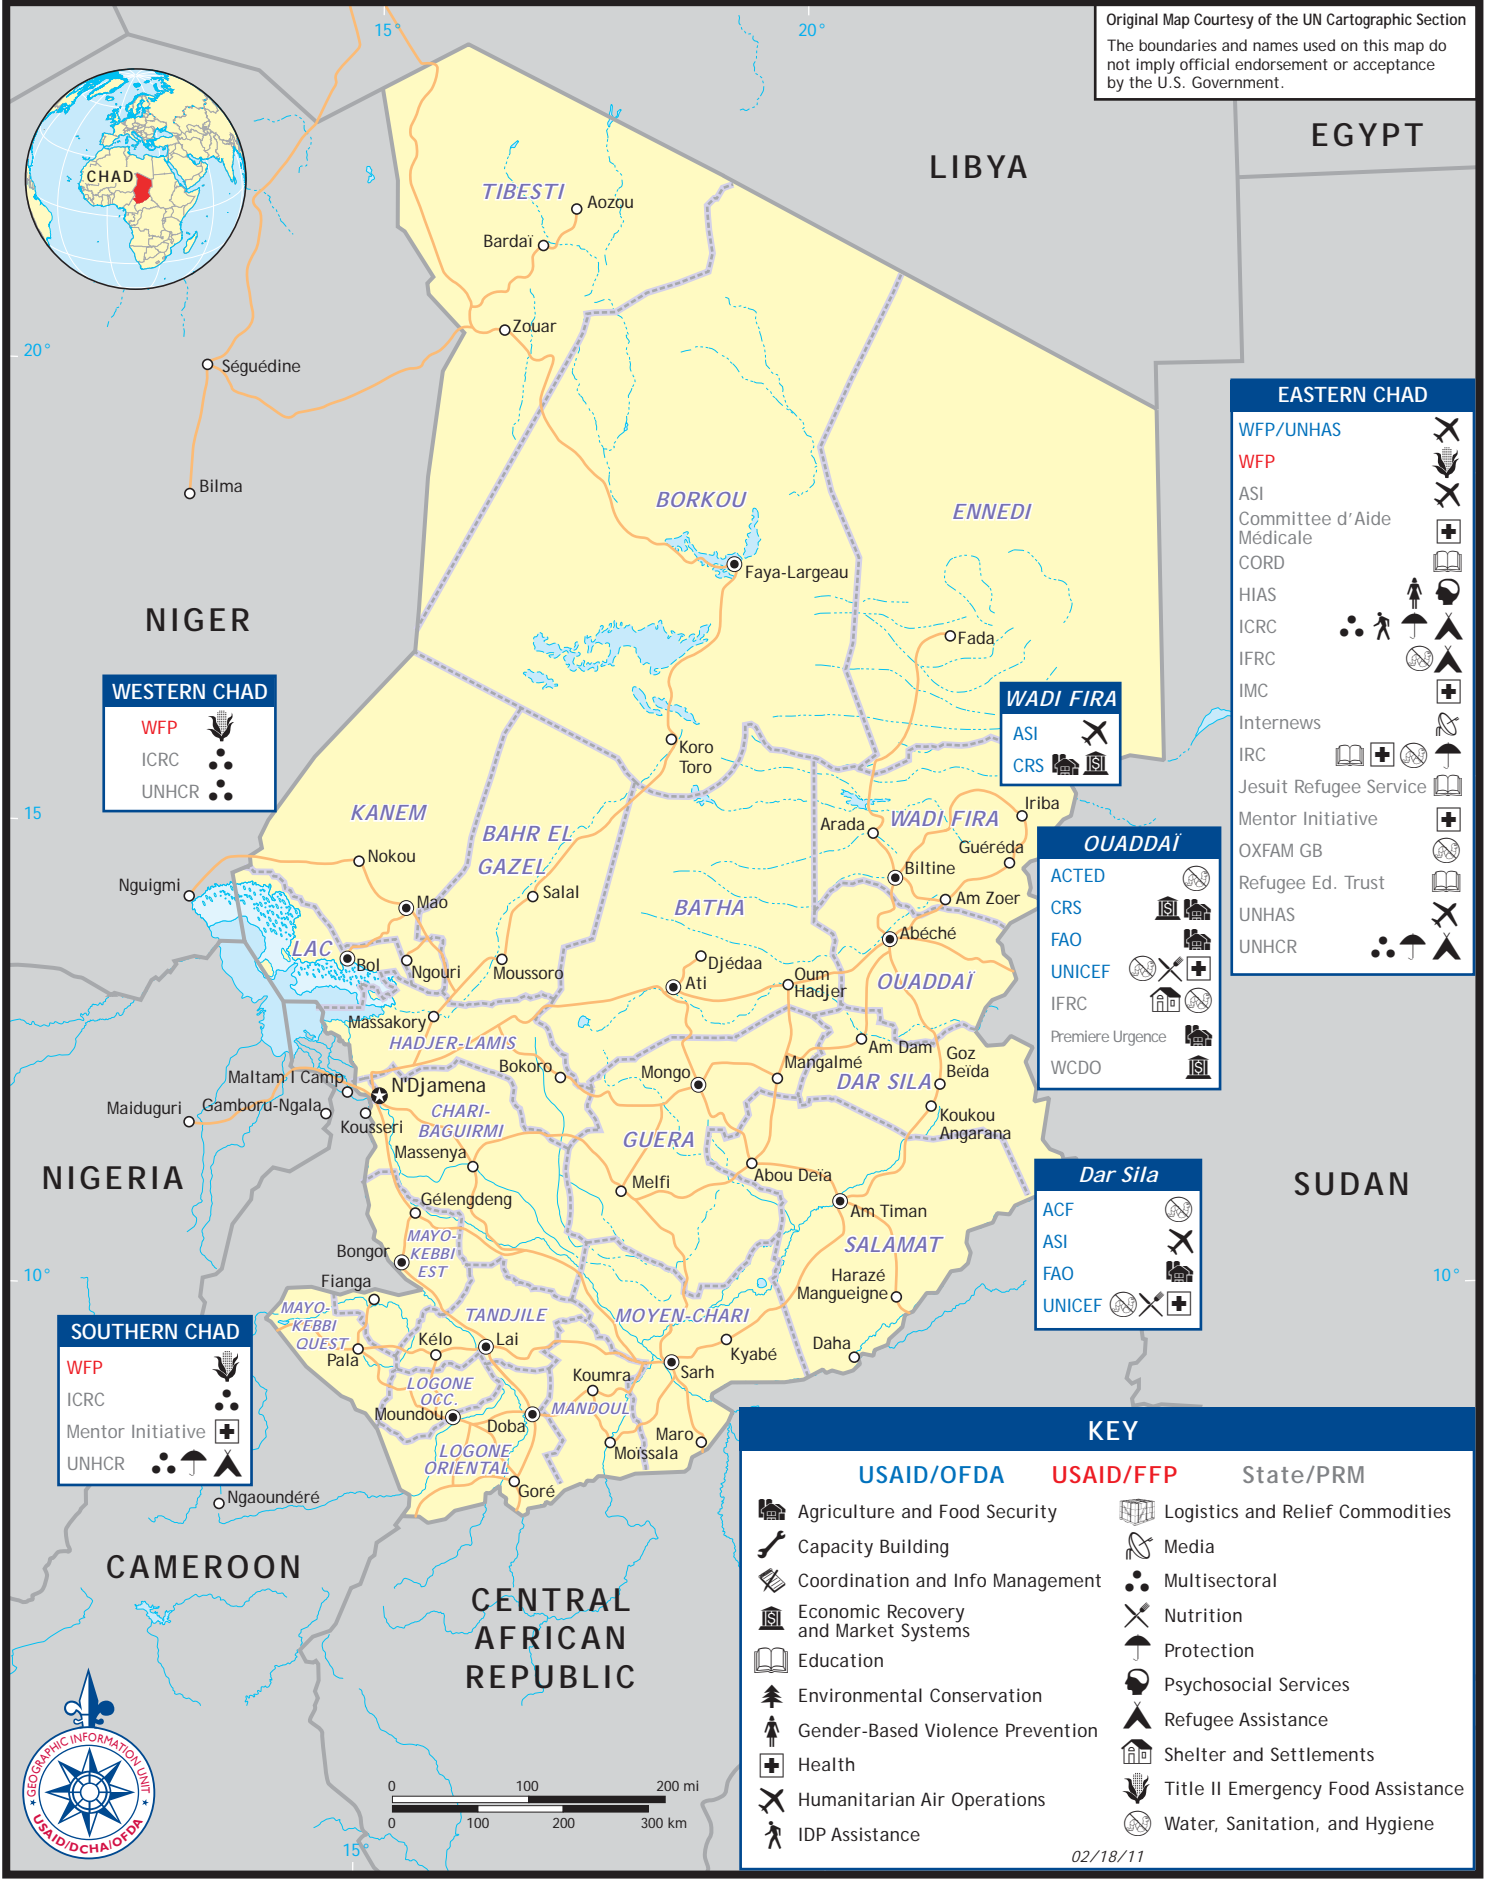 Original Map Courtesy of the UN Cartographic Section
The boundaries and names used on this map do
not imply official endorsement or acceptance
by the U.S. Government.
15°
20°
EGYPT
LIBYA
CHAD
TIBESTI
Aozou
Bardaï
Zouar
20°
Séguédine
Bilma
BORKOU
ENNEDI
Faya-Largeau
NIGER
Fada
EASTERN CHAD
WFP/UNHAS
WFP
ASI
Committee d'Aide
Médicale
CORD
HIAS
ICRC
IFRC
IMC
Internews
IRC
Jesuit Refugee Service
Mentor Initiative
OXFAM GB
Refugee Ed. Trust
UNHAS
UNHCR
WESTERN CHAD
WFP
ICRC
UNHCR
WADI FIRA
ASI
CRS
Koro
Toro
15
KANEM
BAHR EL
GAZEL
WADI FIRA
Iriba
Arada
Guéréda
Nokou
Nguigmi
Mao
Salal
Biltine
Am Zoer
BATHA
Abéché
LAC
Bol
Ngouri
Moussoro
Djédaa
Ati
Oum
Hadjer
OUADDAÏ
OUADDAÏ
ACTED
CRS
FAO
UNICEF
IFRC
Premiere Urgence
WCDO
Massakory
HADJER-LAMIS
Bokoro
Mongo
Mangalmé
Am Dam
Goz
Beïda
DAR SILA
Maltam I Camp
N'Djamena
Maiduguri
Gamboru-Ngala
Kousseri
CHARI-
BAGUIRMI
Koukou
Angarana
GUERA
Massenya
NIGERIA
Melfi
Abou Deïa
SUDAN
Gélengdeng
Am Timan
Dar Sila
ACF
ASI
FAO
UNICEF
MAYO-
KEBBI
EST
Bongor
SALAMAT
Fianga
Harazé
Mangueigne
10°
10°
MAYO-
KEBBI
QUEST
TANDJILE
MOYEN-CHARI
Kélo
Lai
Pala
Kyabé
Daha
Sarh
Koumra
LOGONE
OCC.
MANDOUL
Moundou
Doba
Maro
Moïssala
LOGONE
ORIENTAL
Goré
SOUTHERN CHAD
WFP
ICRC
Mentor Initiative
UNHCR
Ngaoundéré
CAMEROON
CENTRAL
AFRICAN
REPUBLIC
KEY
USAID/OFDA USAID/FFP State/PRM
Agriculture and Food Security
Capacity Building
Coordination and Info Management
Economic Recovery
and Market Systems
Education
Environmental Conservation
Gender-Based Violence Prevention
Health
Humanitarian Air Operations
IDP Assistance
Logistics and Relief Commodities
Media
Multisectoral
Nutrition
Protection
Psychosocial Services
Refugee Assistance
Shelter and Settlements
Title II Emergency Food Assistance
Water, Sanitation, and Hygiene
02/18/11
GEOGRAPHIC INFORMATION UNIT
USAID/DCHA/OFDA
0 100 200 mi
0 100 200 300 km
15°